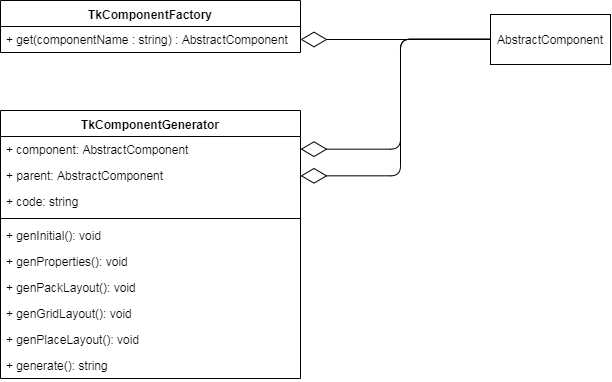 TkComponentFactory
+ get(componentName : string) : AbstractComponent
AbstractComponent
TkComponentGenerator
+ component: AbstractComponent
+ parent: AbstractComponent
+ code: string
+ genInitial(): void
+ genProperties(): void
+ genPackLayout(): void
+ genGridLayout(): void
+ genPlaceLayout(): void
+ generate(): string